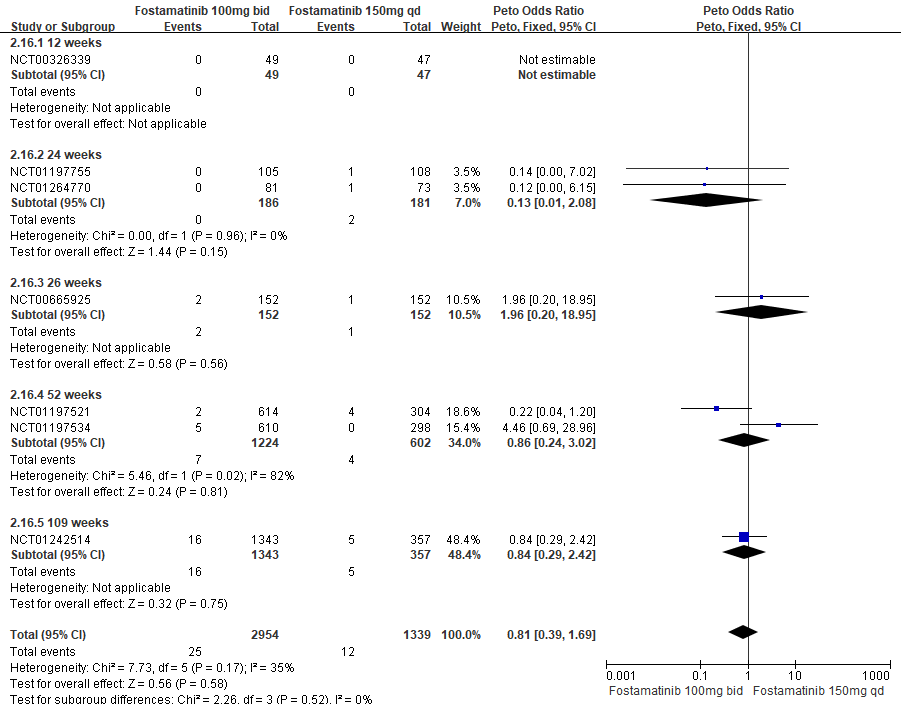 Fostamatinib 100mg bid Fostamatinib 150mg qd Peto Odds Ratio Peto Odds Ratio
Study or Subgroup Events Total Events Total Weight Peto, Fixed, 95% CI Peto, Fixed, 95% CI
2.16.1 12 weeks
NCT00326339 0 49 0 47 Not estimable
Subtotal (95% CI) 49 47 Not estimable
Total events 0 0
Heterogeneity: Not applicable
Test for overall effect: Not applicable
2.16.2 24 weeks
NCT01197755 0 105 1 108 3.5% 0.14 [0.00, 7.02]
NCT01264770 0 81 1 73 3.5% 0.12 [0.00, 6.15]
Subtotal (95% CI) 186 181 7.0% 0.13 [0.01, 2.08]
Total events 0 2
Heterogeneity: Chi² = 0.00, df = 1 (P = 0.96); I² = 0%
Test for overall effect: Z = 1.44 (P = 0.15)
2.16.3 26 weeks
NCT00665925 2 152 1 152 10.5% 1.96 [0.20, 18.95]
Subtotal (95% CI) 152 152 10.5% 1.96 [0.20, 18.95]
Total events 2 1
Heterogeneity: Not applicable
Test for overall effect: Z = 0.58 (P = 0.56)
2.16.4 52 weeks
NCT01197521 2 614 4 304 18.6% 0.22 [0.04, 1.20]
NCT01197534 5 610 0 298 15.4% 4.46 [0.69, 28.96]
Subtotal (95% CI) 1224 602 34.0% 0.86 [0.24, 3.02]
Total events 7 4
Heterogeneity: Chi² = 5.46, df = 1 (P = 0.02); I² = 82%
Test for overall effect: Z = 0.24 (P = 0.81)
2.16.5 109 weeks
NCT01242514 16 1343 5 357 48.4% 0.84 [0.29, 2.42]
Subtotal (95% CI) 1343 357 48.4% 0.84 [0.29, 2.42]
Total events 16 5
Heterogeneity: Not applicable
Test for overall effect: Z = 0.32 (P = 0.75)
Total (95% CI) 2954 1339 100.0% 0.81 [0.39, 1.69]
Total events 25 12
Heterogeneity: Chi² = 7.73, df = 5 (P = 0.17); I² = 35%
Test for overall effect: Z = 0.56 (P = 0.58)
Test for subgroup differences: Chi² = 2.26, df = 3 (P = 0.52), I² = 0%
0.001 0.1 1 10 1000
Fostamatinib 100mg bid Fostamatinib 150mg qd